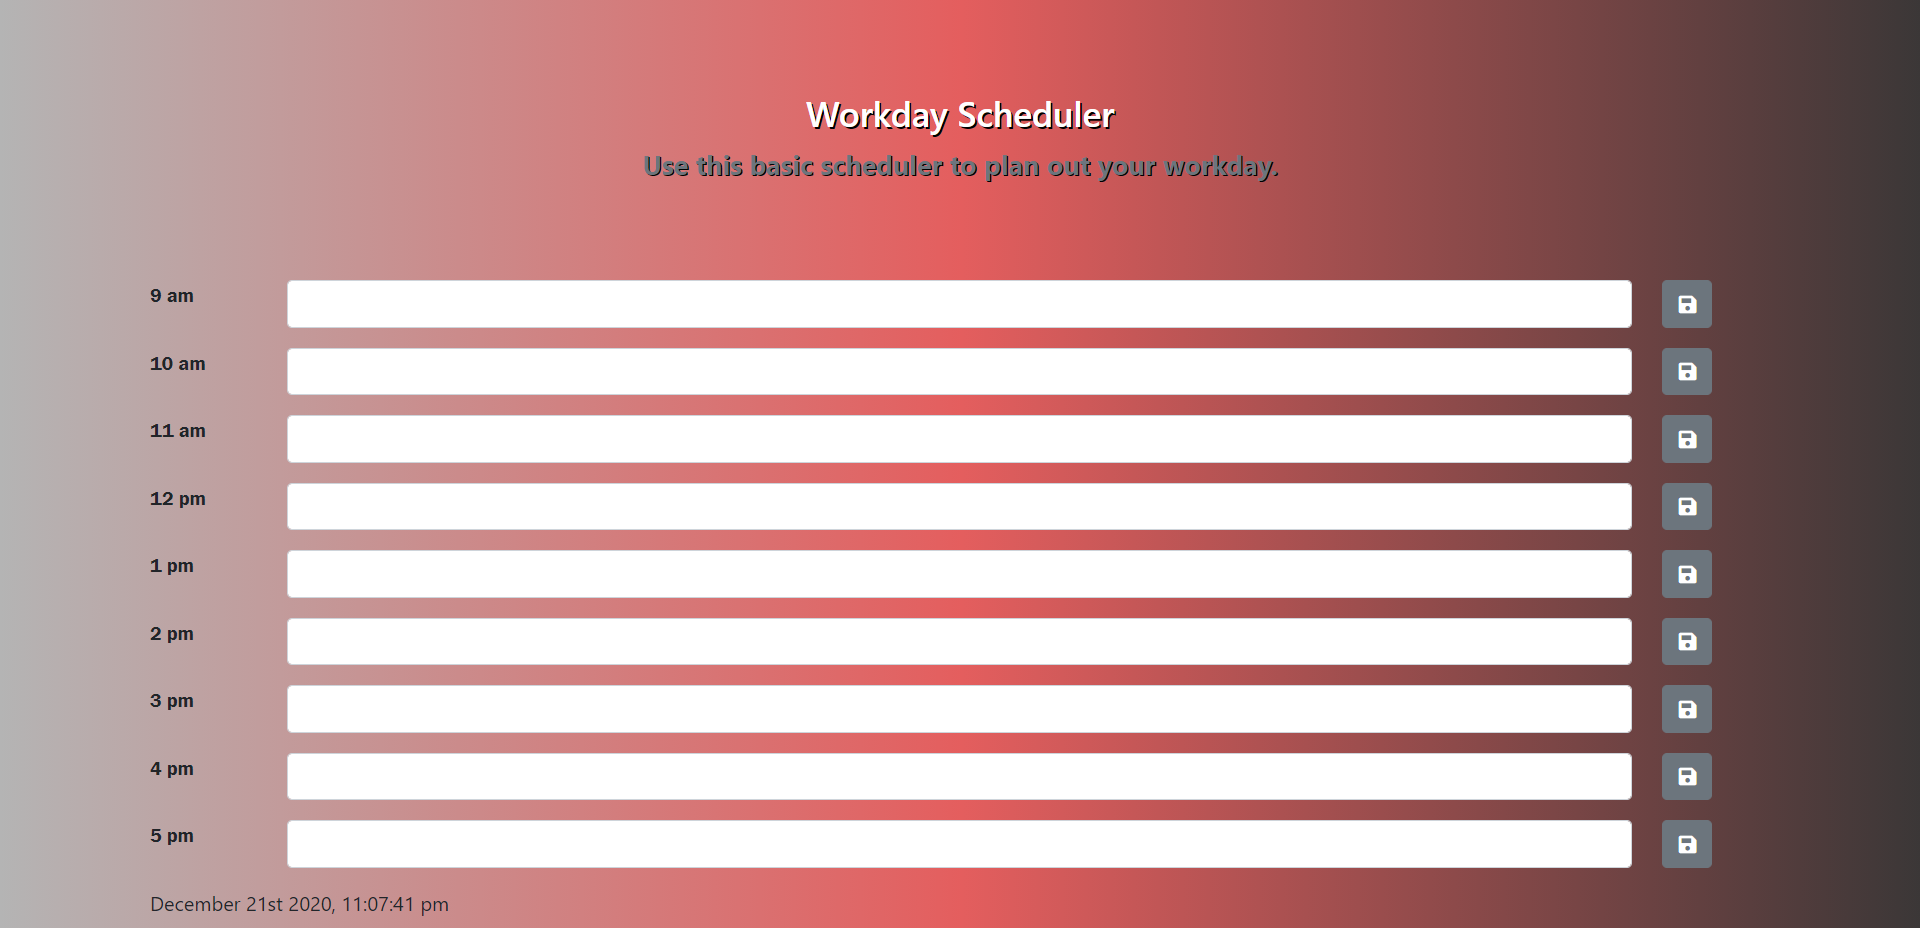 Workday Scheduler
Use this basic scheduler to plan out your workday.
9 am
10 am
11 am
12 pm
1 pm
2 pm
3 pm
4 pm
5 pm
December 21st 2020, 11:07:41 pm